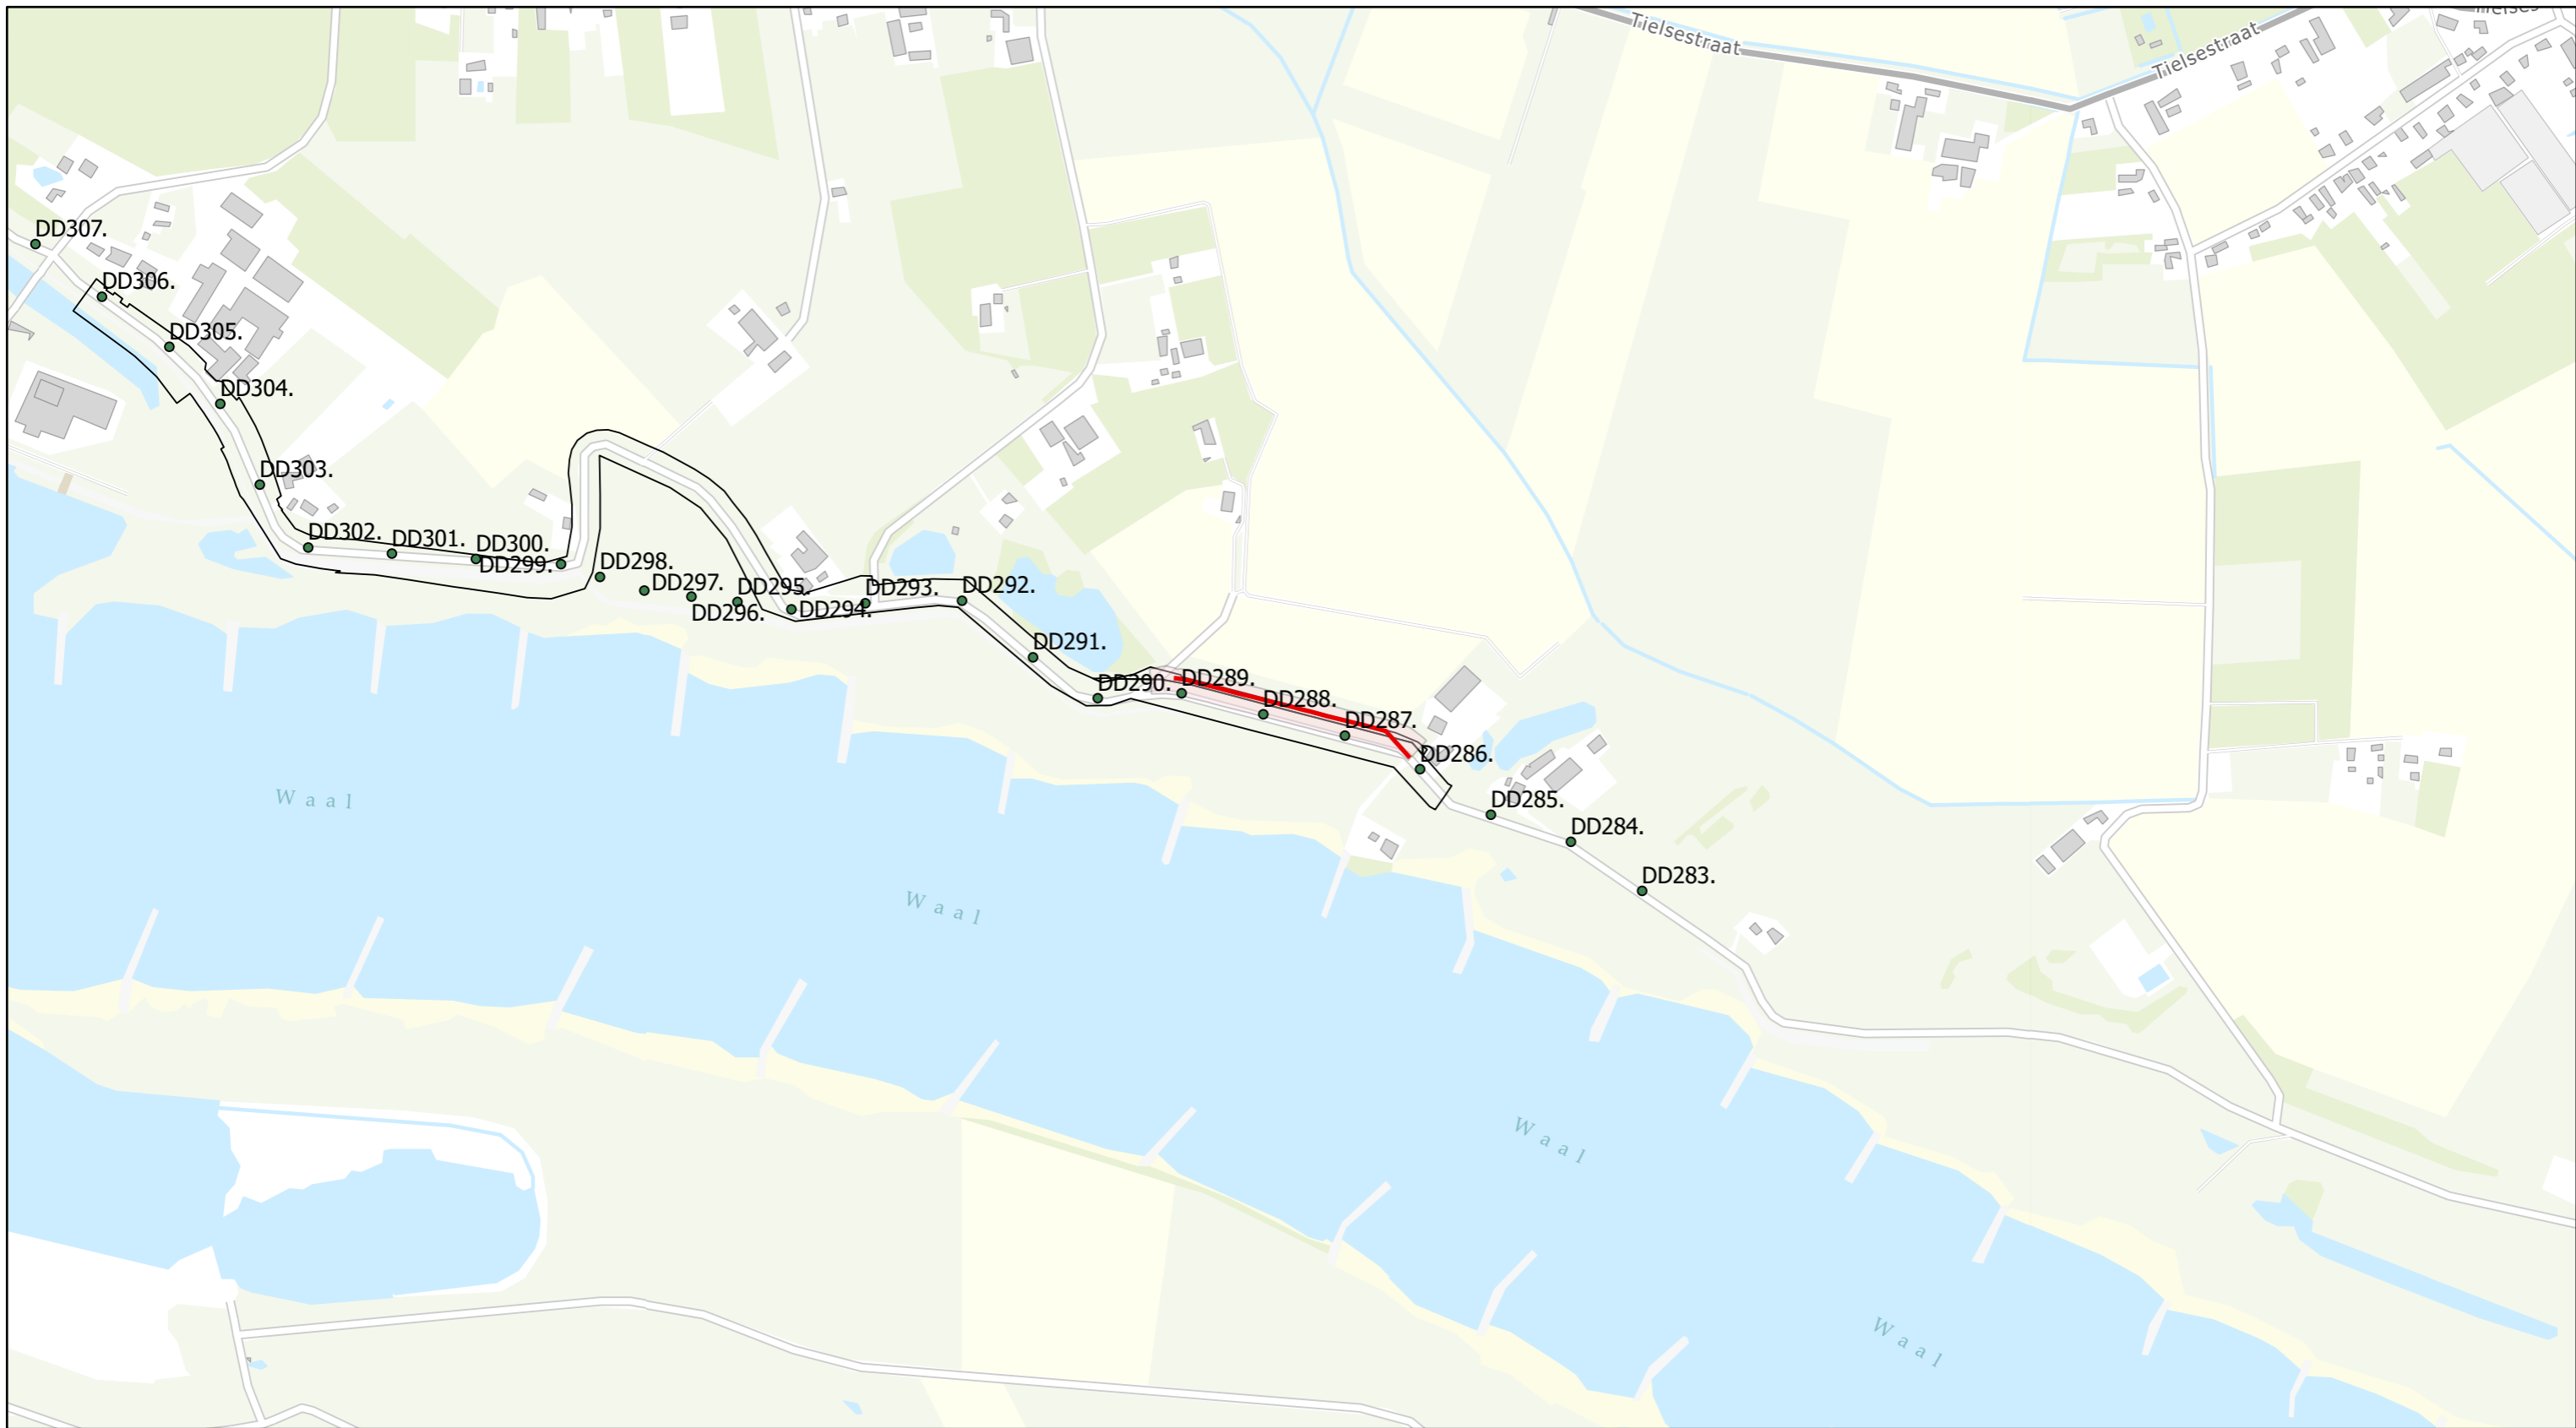 Tielses
Tielsestraat
Tielsestraat
DD307.
DD306.
DD305.
DD304.
DD303.
DD302.
DD301.
DD300.
DD299.
DD298.
DD297.
DD296.
DD295.
DD294.
DD293.
DD292.
DD291.
DD290.
DD289.
DD288.
DD287.
DD286.
DD285.
DD284.
DD283.
Waal
Waal
Waal
Waal